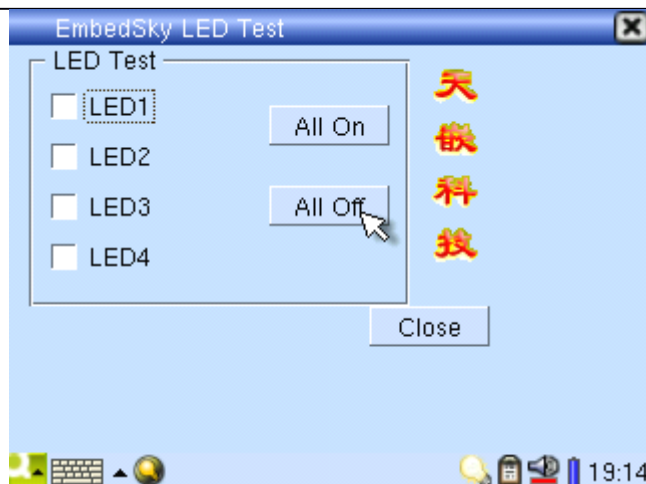 EmbedSky LED Test
LED Test
LED1
LED2
LED3
LED4
All On
All Off
天
嵌
科
技
Close
19:14